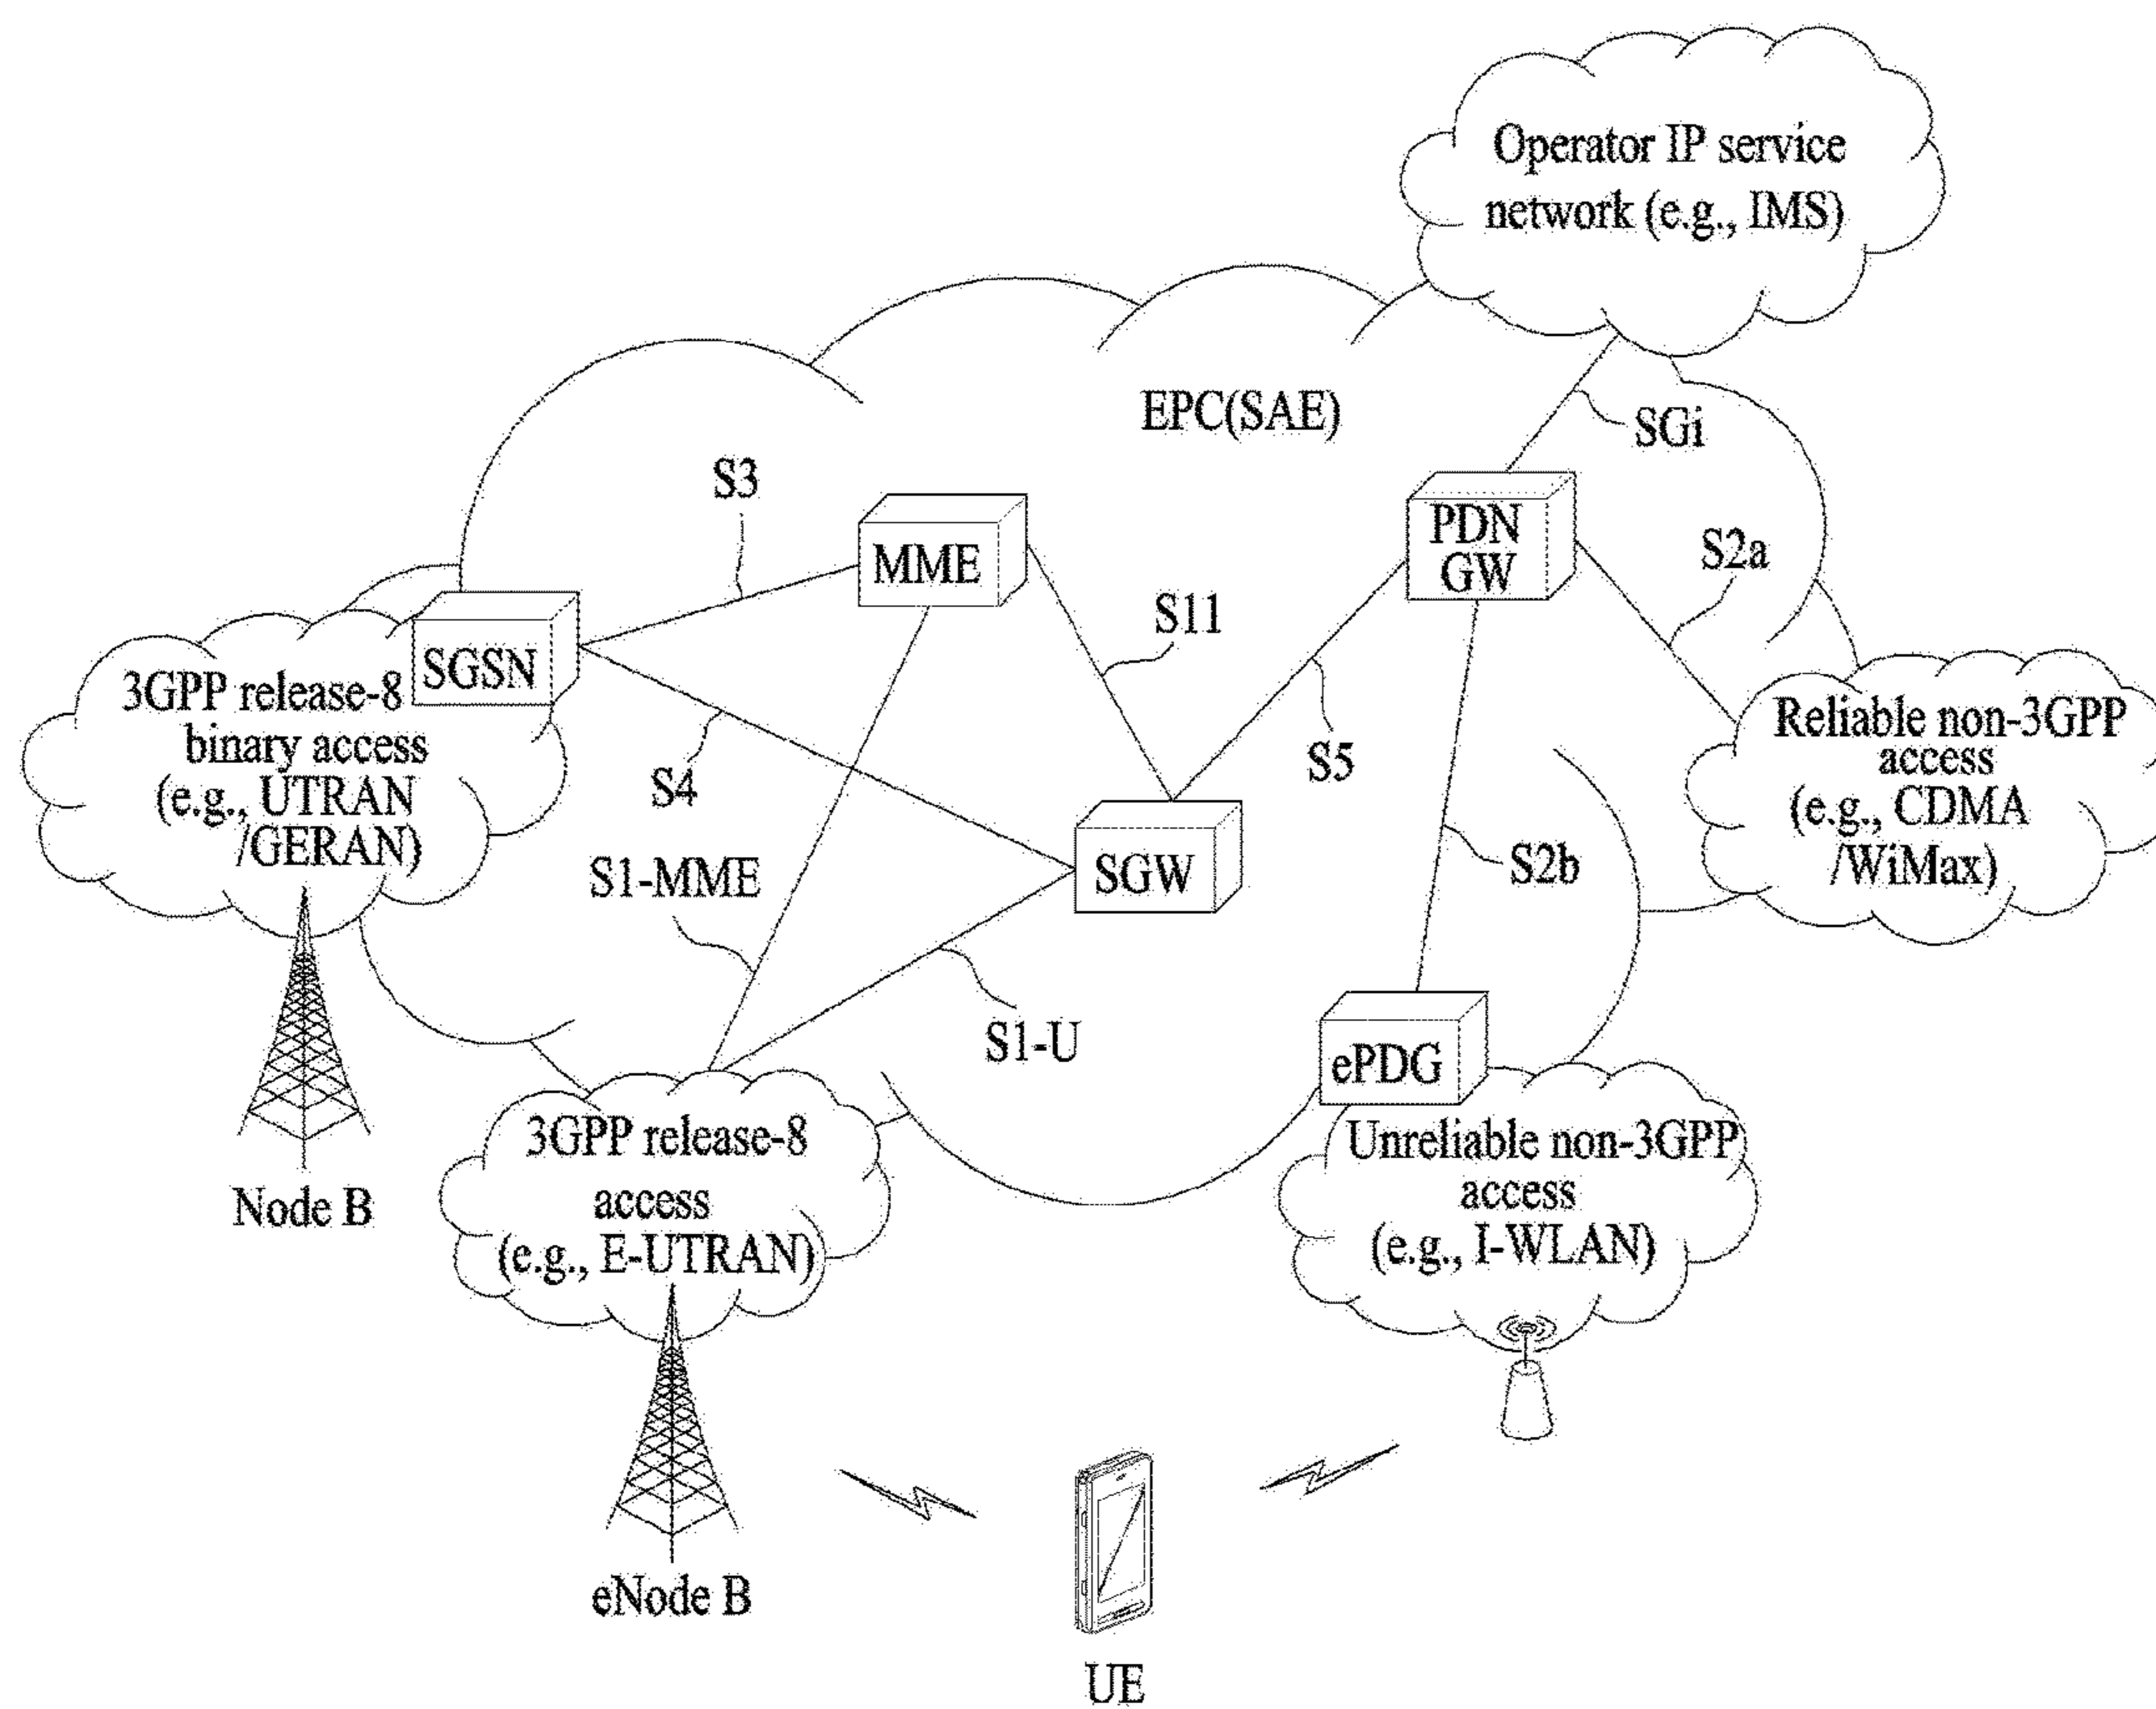 Operator IP service
network (e.g., IMS)
EPC(SAE)
SGi
S3
MME
PDN
GW
S2a
S11
SGSN
3GPP release-8
binary access
(e.g., UTRAN
/GERAN)
S4
S5
Reliable non-3GPP
access
(e.g., CDMA
/WiMax)
S1-MME
SGW
S2b
S1-U
ePDG
Node B
3GPP release-8
access
(e.g., E-UTRAN)
Unreliable non-3GPP
access
(e.g., I-WLAN)
eNode B
UE